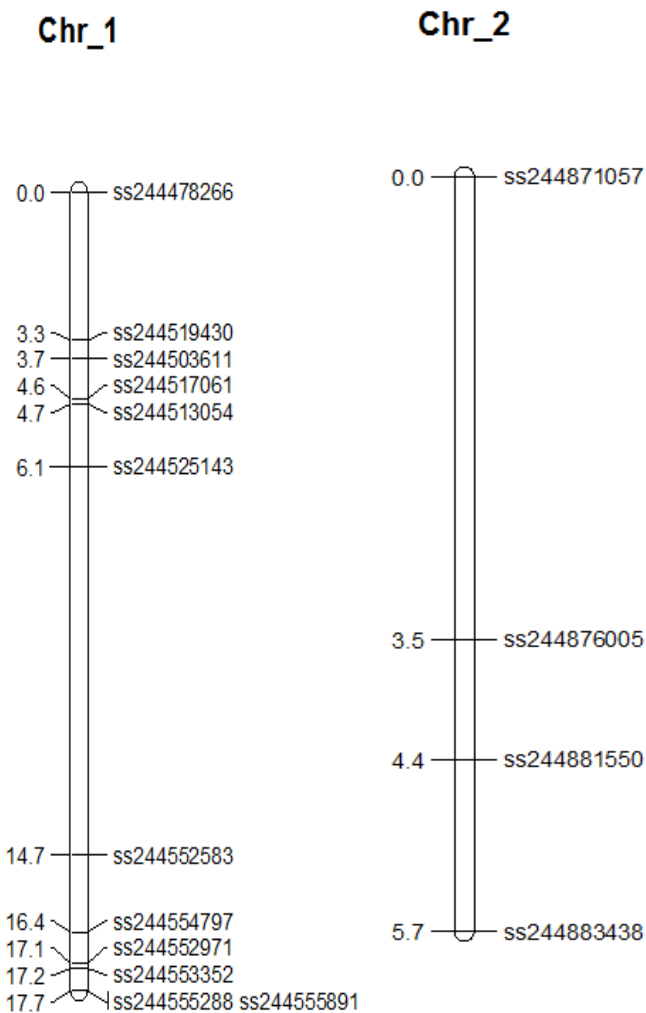 Chr_1
0.0 ss244478266
3.3 ss244519430
3.7 ss244503611
4.6 ss244517061
4.7 ss244513054
6.1 ss244525143
14.7 ss244552583
16.4 ss244554797
17.1 ss244552971
17.2 ss244553352
17.7 ss244555288 ss244555891
Chr_2
0.0 ss244871057
3.5 ss244876005
4.4 ss244881550
5.7 ss244883438